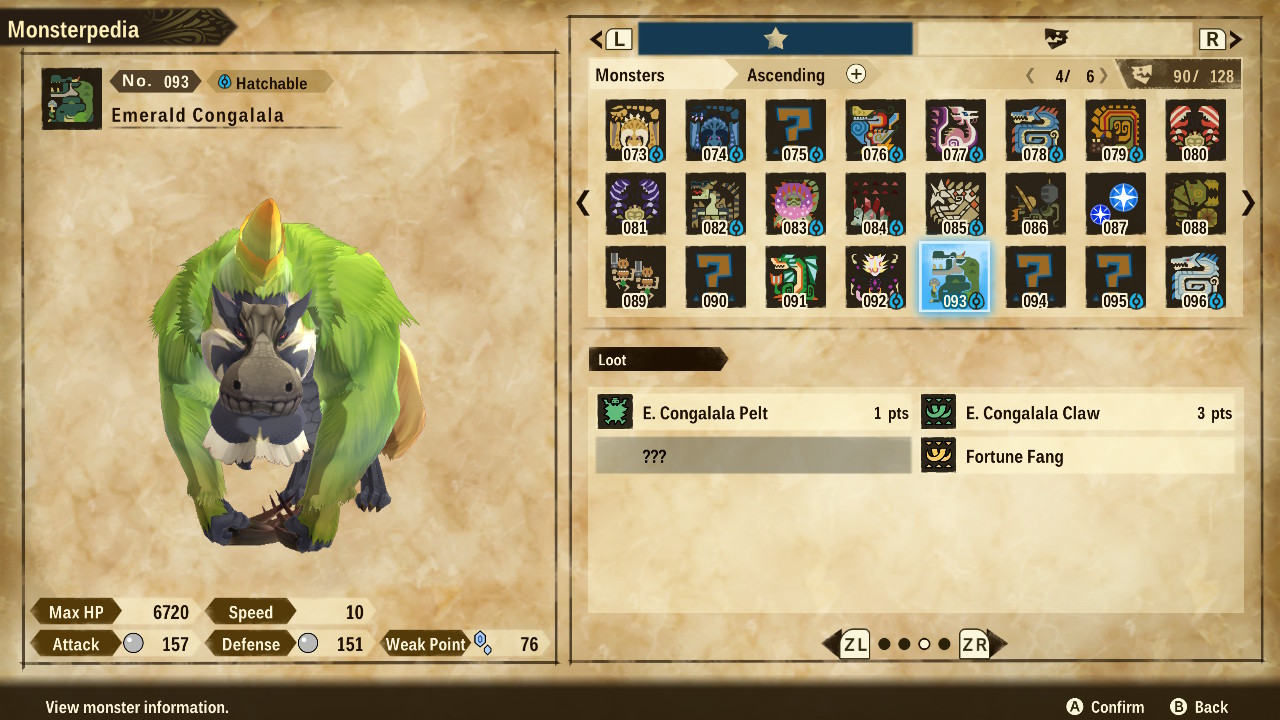 Monsterpedia
No. 093 Hatchable
Emerald Congalala
Max HP 6720 Speed 10
Attack 157 Defense 151 Weak Point 76
L R
Monsters Ascending + 4/ 6 90/ 128
073 074 075 076 077 078 079 080
081 082 083 084 085 086 087 088
089 090 091 092 093 094 095 096
Loot
E. Congalala Pelt 1 pts E. Congalala Claw 3 pts
??? Fortune Fang
ZL ZR
View monster information. A Confirm B Back